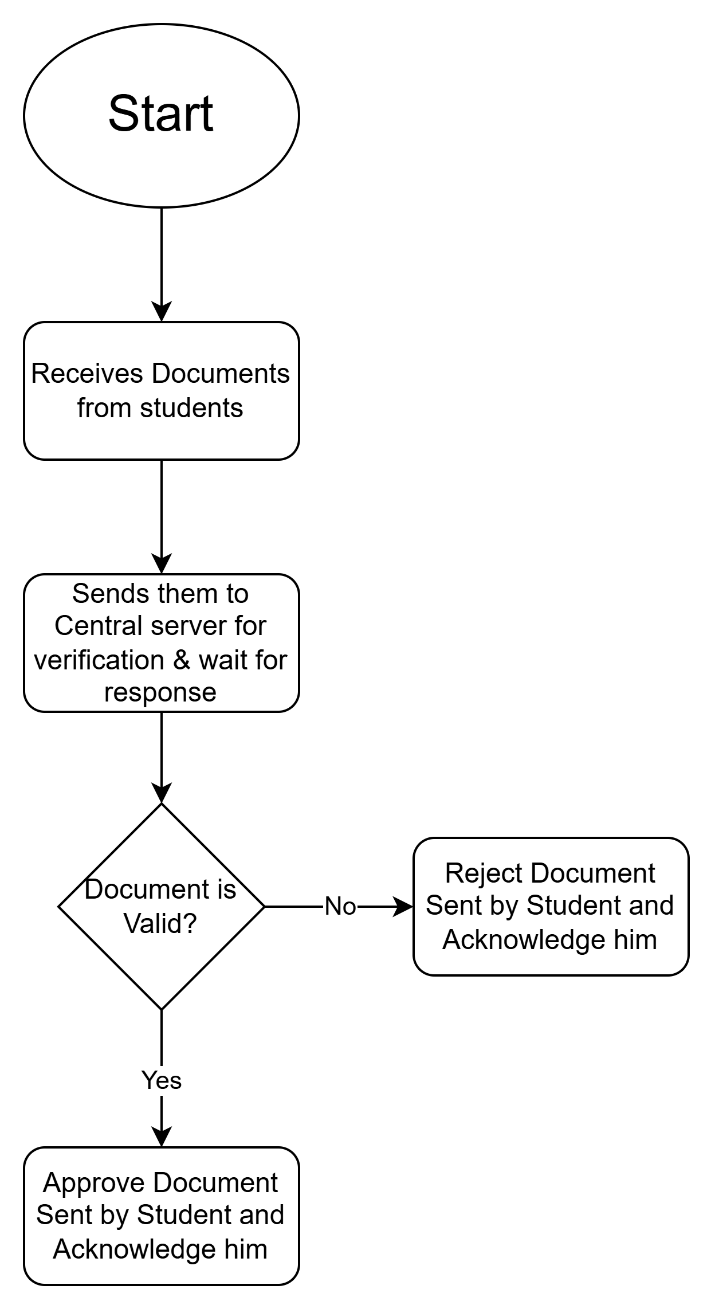 Start
Receives Documents
from students
Sends them to
Central server for
verification & wait for
response
Document is
Valid?
No
Reject Document
Sent by Student and
Acknowledge him
Yes
Approve Document
Sent by Student and
Acknowledge him